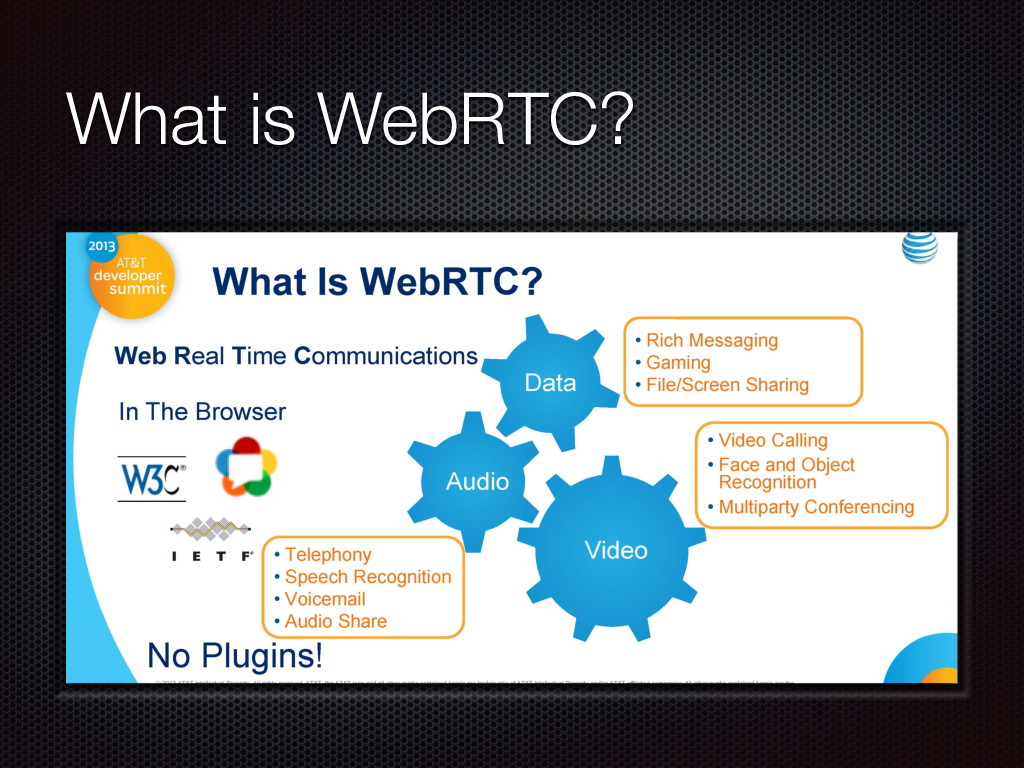 What is WebRTC?
2013
AT&T
developer
summit
What Is WebRTC?
Web Real Time Communications
In The Browser
W3C®
I E T F®
Data
• Rich Messaging
• Gaming
• File/Screen Sharing
Audio
• Telephony
• Speech Recognition
• Voicemail
• Audio Share
Video
• Video Calling
• Face and Object
Recognition
• Multiparty Conferencing
No Plugins!